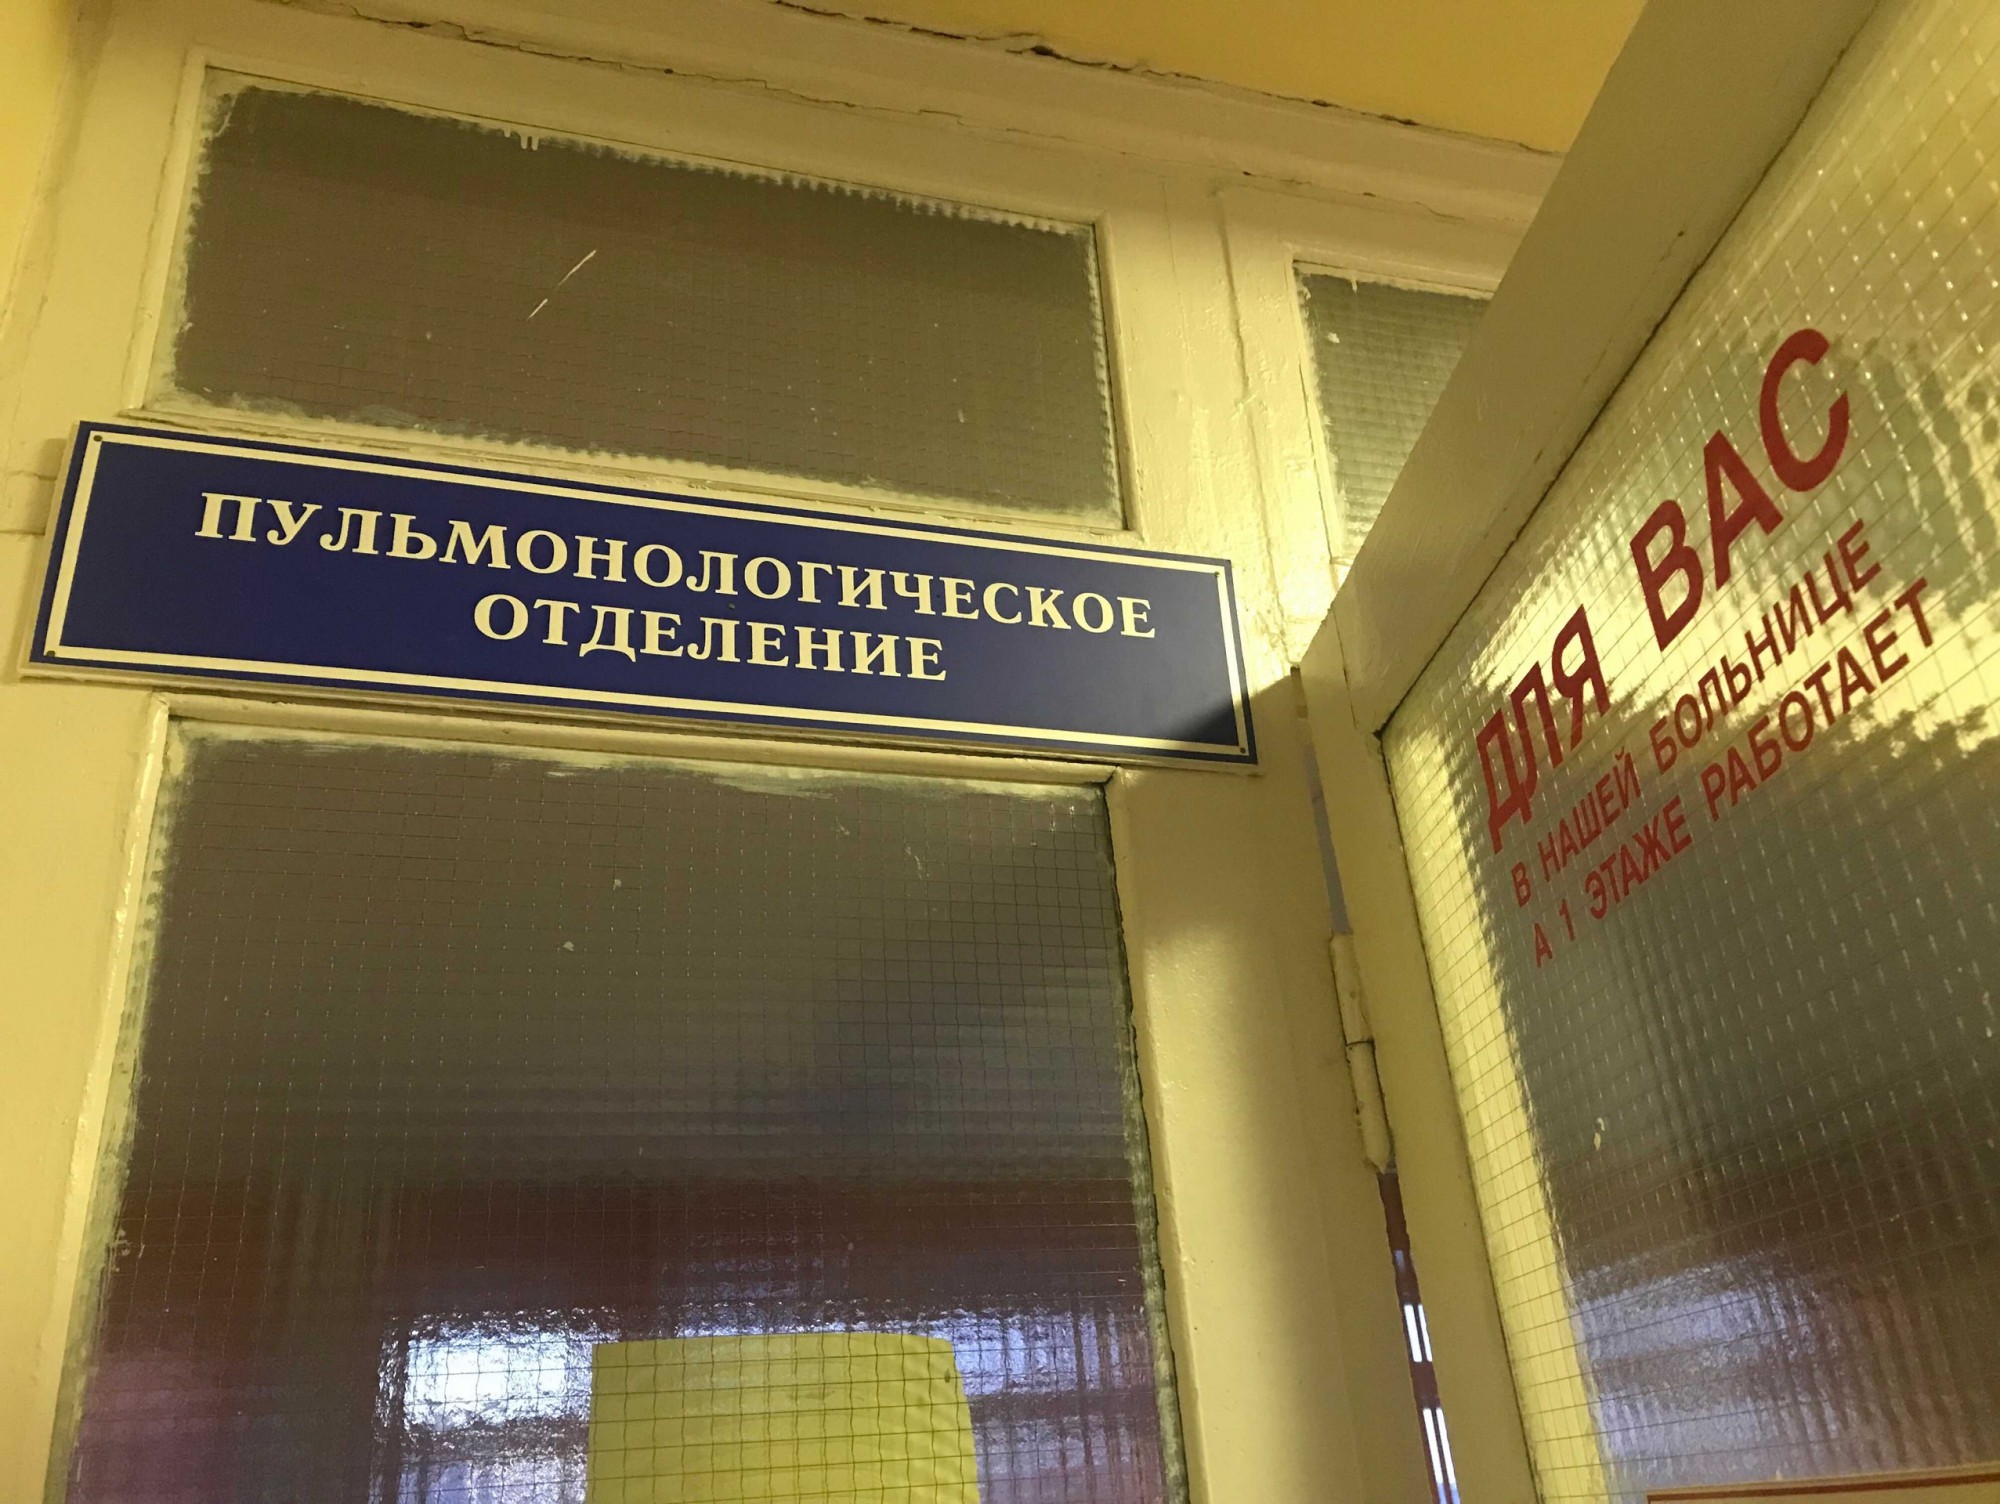 ПУЛЬМОНОЛОГИЧЕСКОЕ
ОТДЕЛЕНИЕ
ДЛЯ ВАС
В НАШЕЙ БОЛЬНИЦЕ
А 1 ЭТАЖЕ РАБОТАЕТ